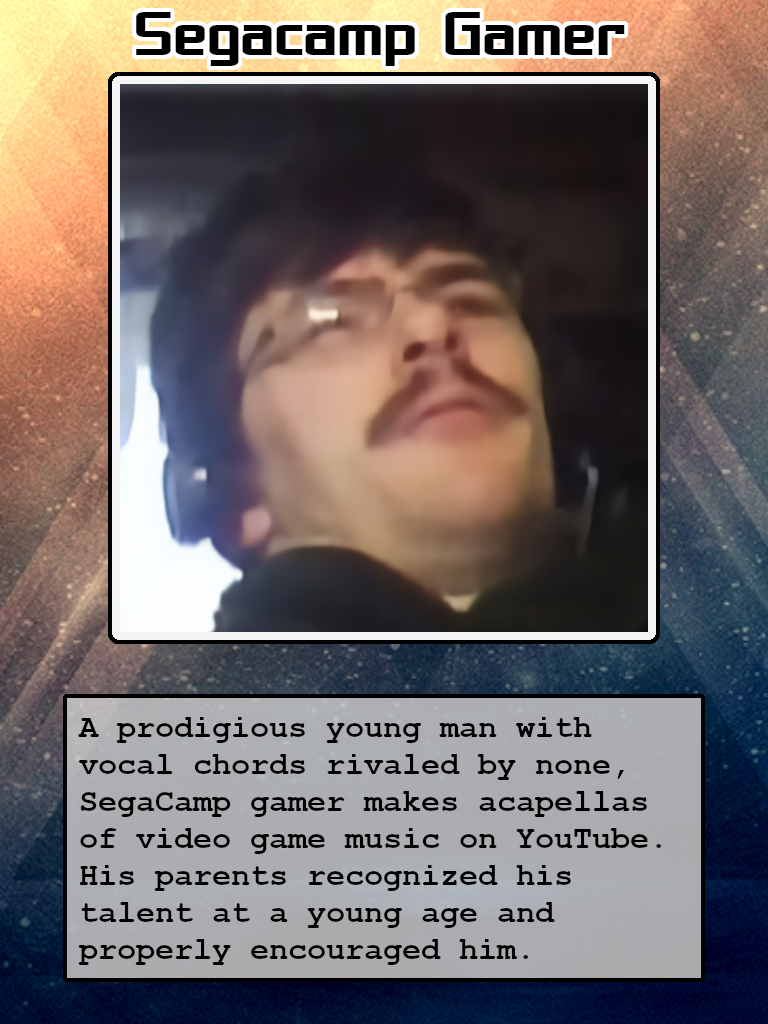 Segacamp Gamer
A prodigious young man with
vocal chords rivaled by none,
SegaCamp gamer makes acapellas
of video game music on YouTube.
His parents recognized his
talent at a young age and
properly encouraged him.